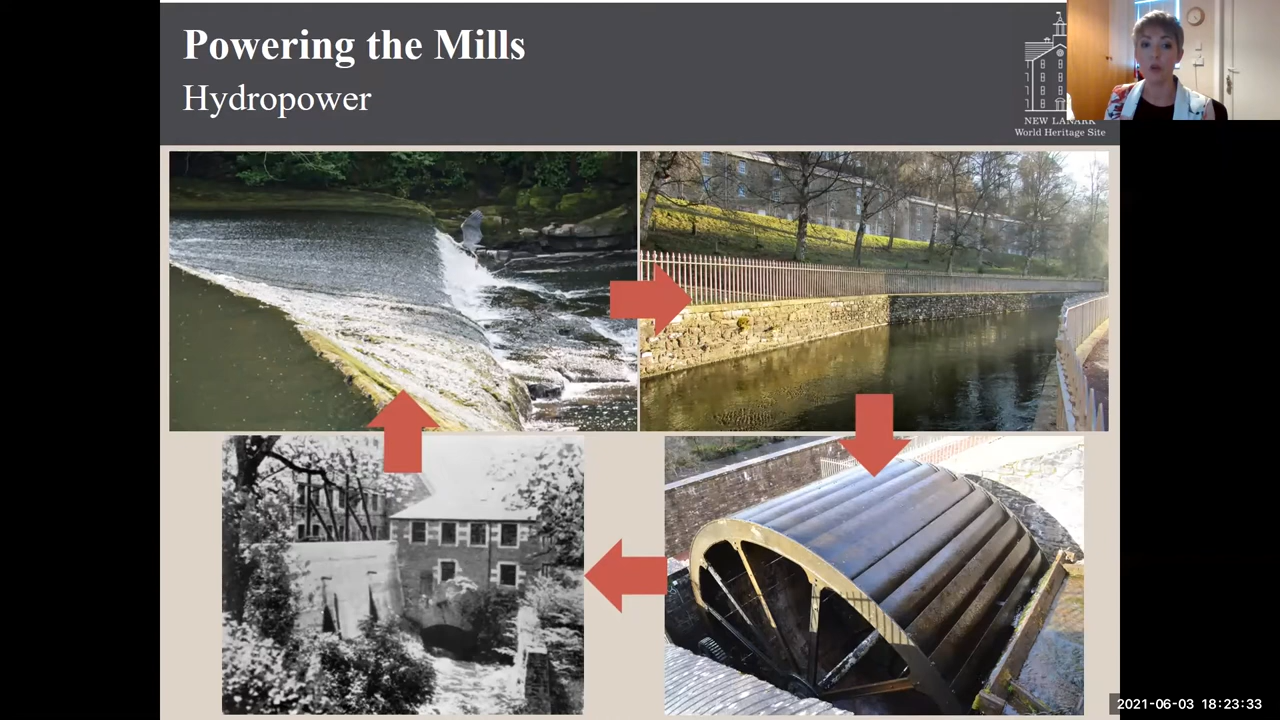 Powering the Mills
Hydropower
NEW LANARK
World Heritage Site
2021-06-03 18:23:33